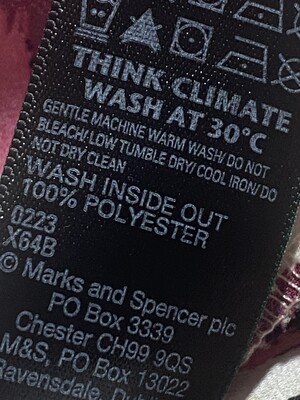 THINK CLIMATE
WASH AT 30°C
GENTLE MACHINE WARM WASH/DO NOT
BLEACH/LOW TUMBLE DRY/COOL IRON/DO
NOT DRY CLEAN
WASH INSIDE OUT
100% POLYESTER
0223
X64B
© Marks and Spencer plc
PO Box 3339
Chester CH99 9QS
M&S, PO Box 13022
Ravensdale,